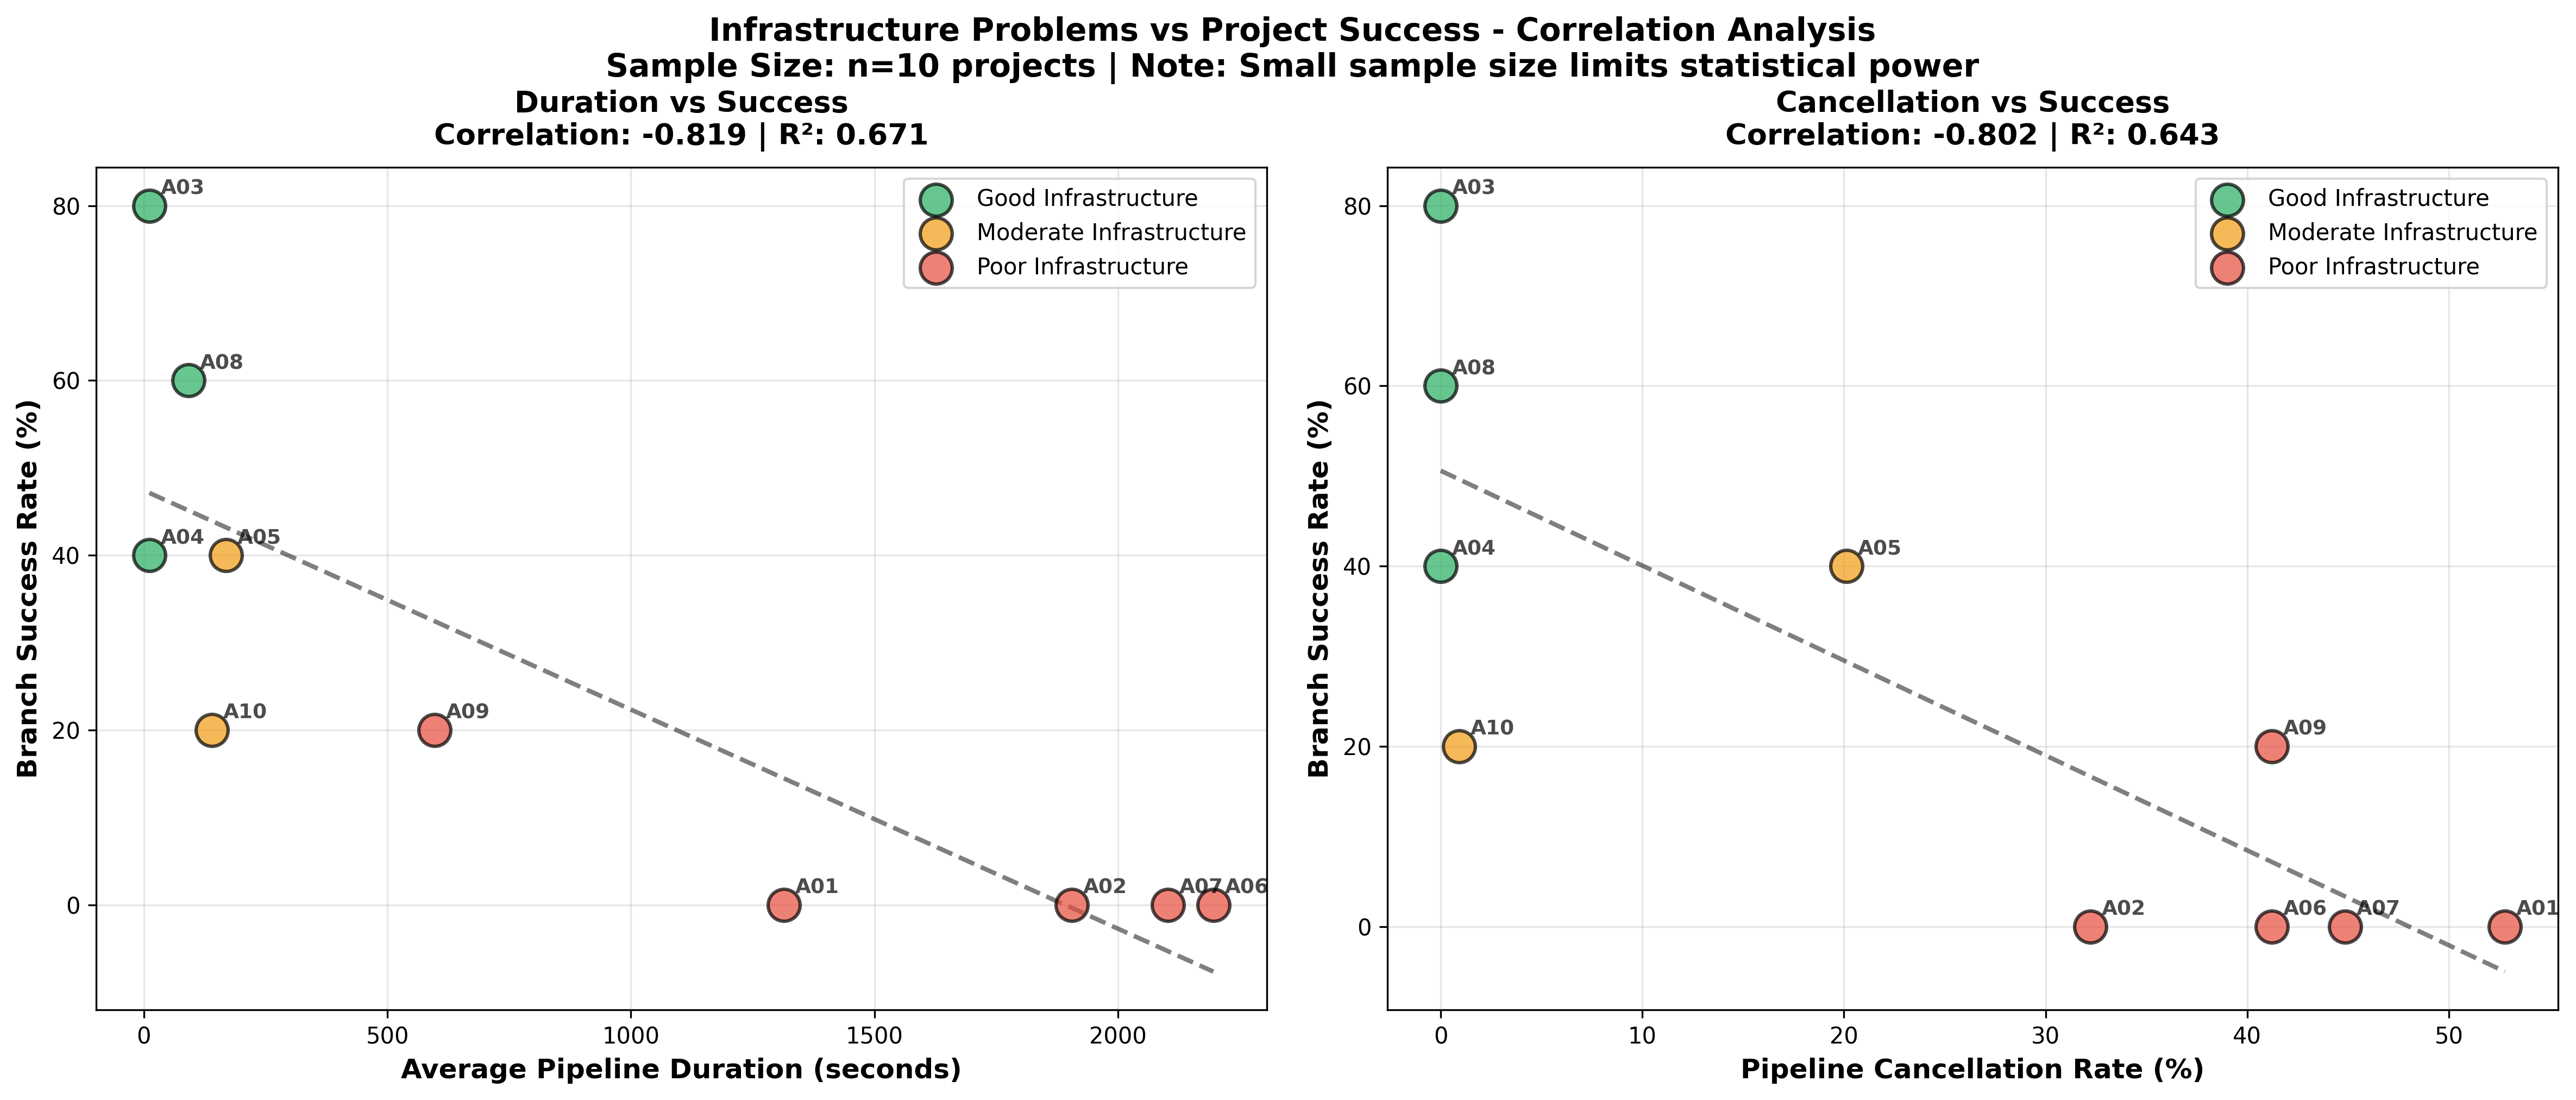 Infrastructure Problems vs Project Success - Correlation Analysis
Sample Size: n=10 projects | Note: Small sample size limits statistical power
Duration vs Success
Correlation: -0.819 | R²: 0.671
Good Infrastructure
Moderate Infrastructure
Poor Infrastructure
A03
A08
A04
A05
A10
A09
A01
A02
A07
A06
80
60
40
20
0
Branch Success Rate (%)
0
500
1000
1500
2000
Average Pipeline Duration (seconds)
Cancellation vs Success
Correlation: -0.802 | R²: 0.643
Good Infrastructure
Moderate Infrastructure
Poor Infrastructure
A03
A08
A04
A05
A10
A09
A02
A06
A07
A01
80
60
40
20
0
Branch Success Rate (%)
0
10
20
30
40
50
Pipeline Cancellation Rate (%)